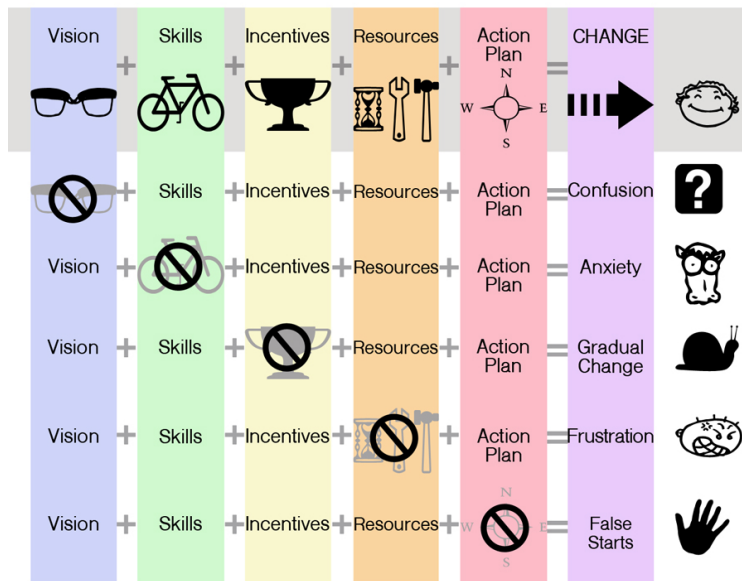 Vision + Skills + Incentives + Resources + Action Plan = CHANGE
N
W E
S
+ Skills + Incentives + Resources + Action Plan = Confusion
?
Vision + + Incentives + Resources + Action Plan = Anxiety
Vision + Skills + + Resources + Action Plan = Gradual Change
Vision + Skills + Incentives + + Action Plan = Frustration
Vision + Skills + Incentives + Resources + = False Starts
N
W E
S